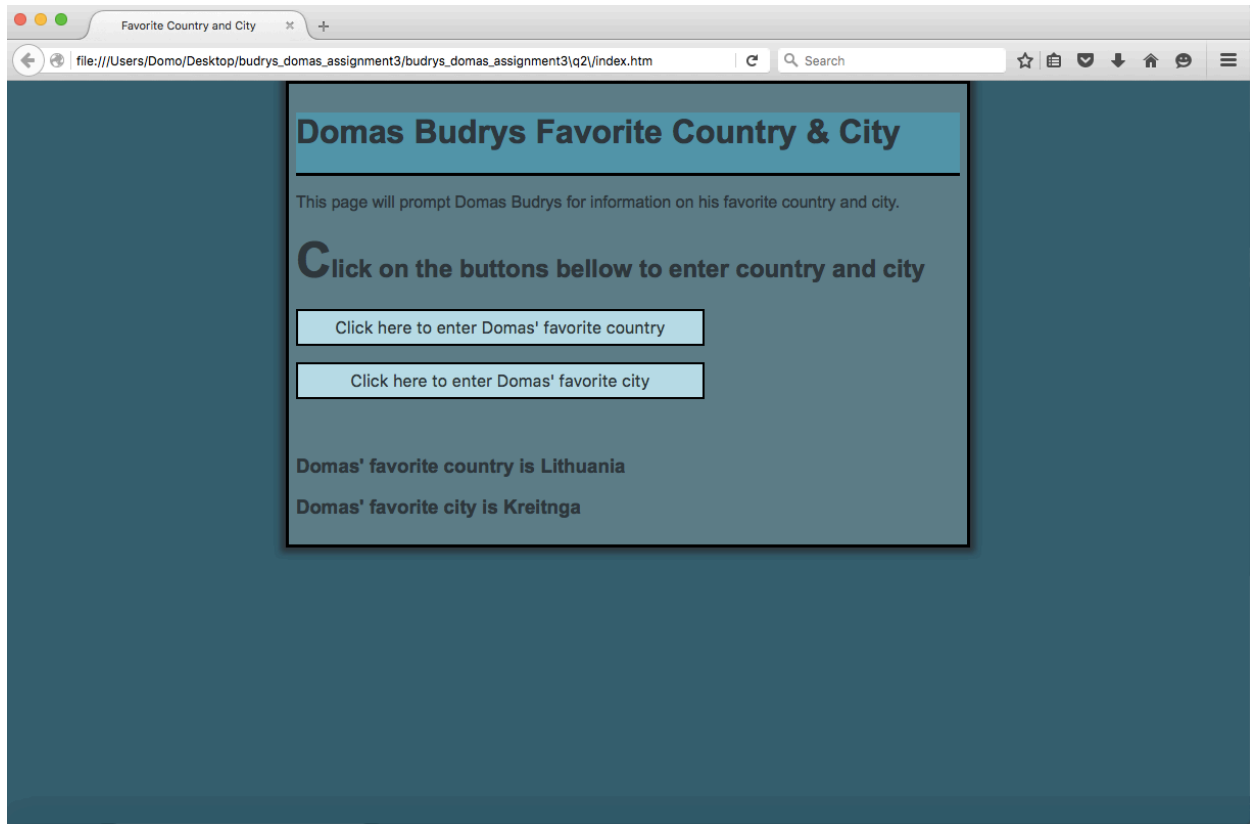 Favorite Country and City
file:///Users/Domo/Desktop/budrys_domas_assignment3/budrys_domas_assignment3\q2\/index.htm
Search
Domas Budrys Favorite Country & City
This page will prompt Domas Budrys for information on his favorite country and city.
Click on the buttons bellow to enter country and city
Click here to enter Domas' favorite country
Click here to enter Domas' favorite city
Domas' favorite country is Lithuania
Domas' favorite city is Kreitnga